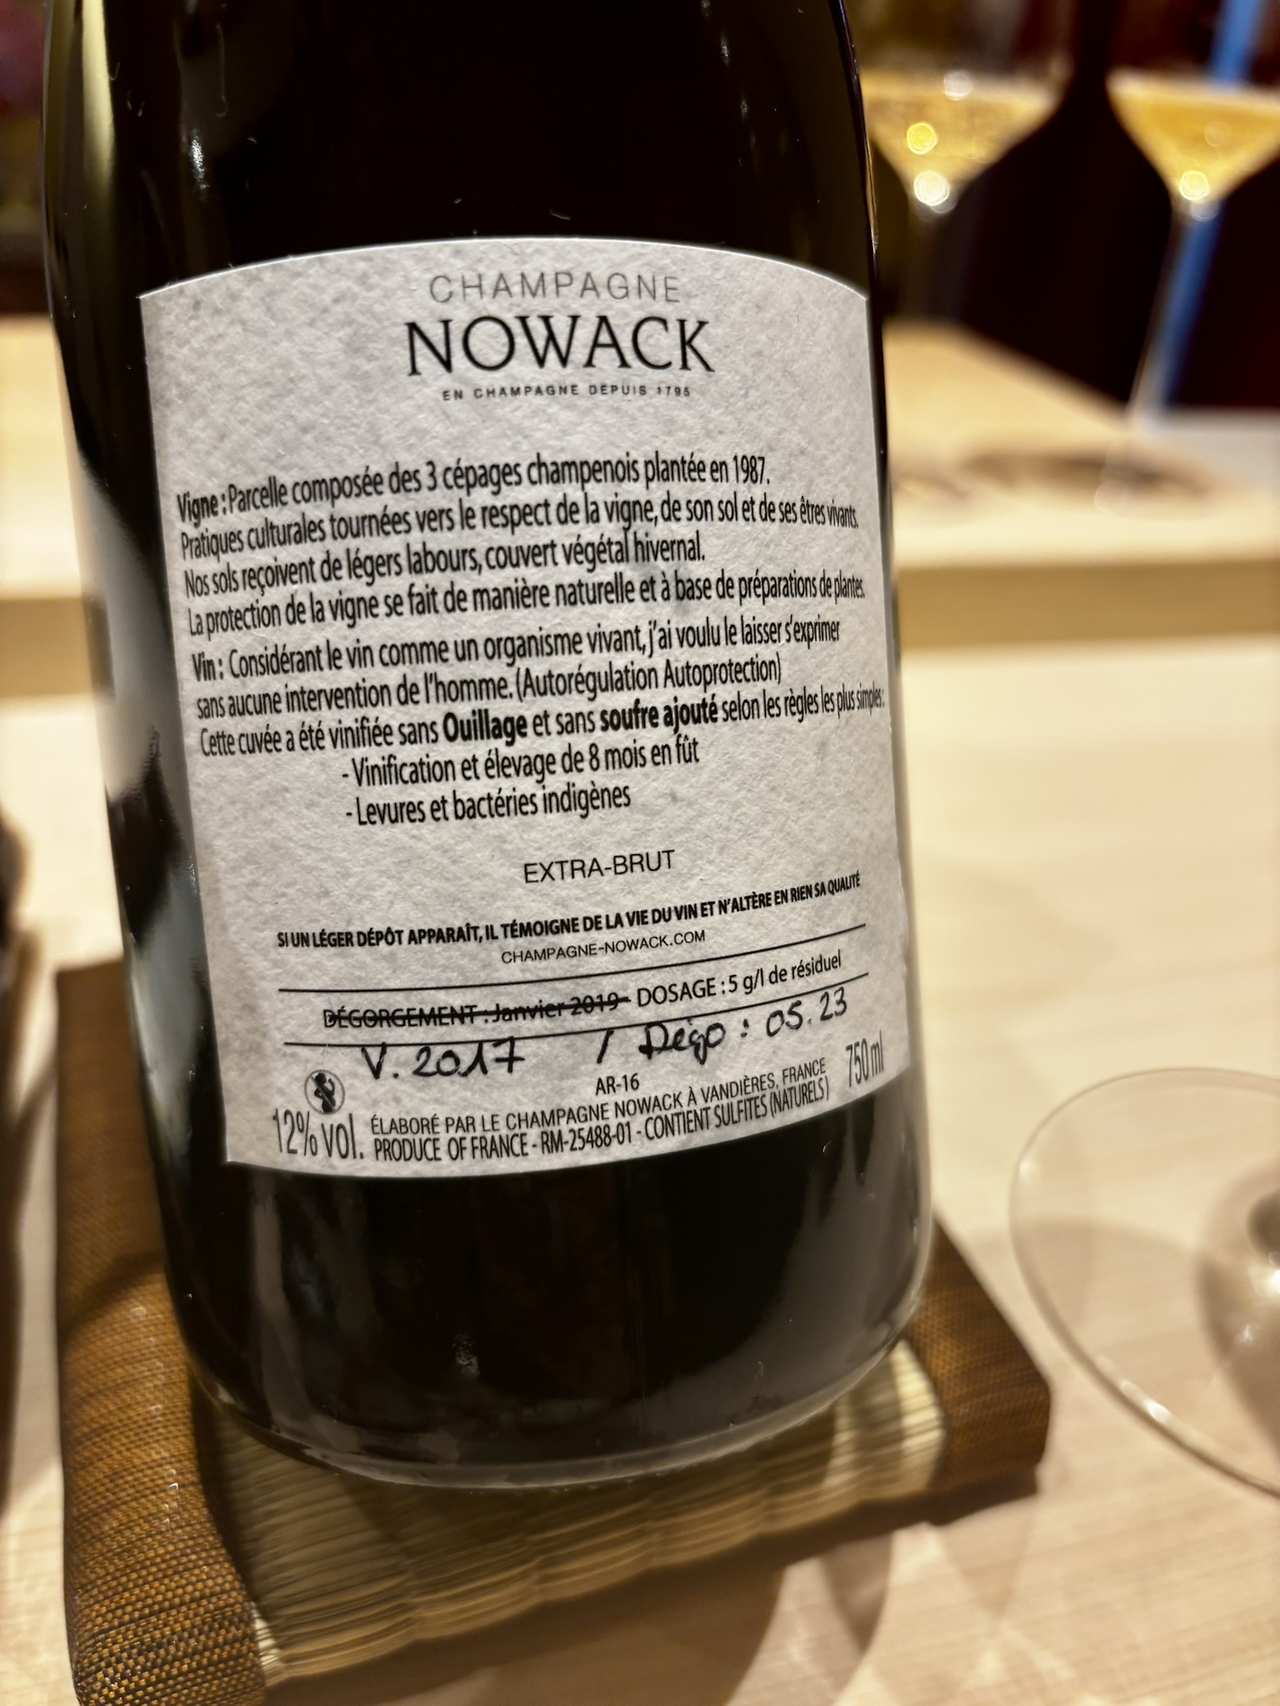 CHAMPAGNE
NOWACK
EN CHAMPAGNE DEPUIS 1795
Vigne : Parcelle composée des 3 cépages champenois plantée en 1987.
Pratiques culturales tournées vers le respect de la vigne, de son sol et de ses êtres vivants.
Nos sols reçoivent de légers labours, couvert végétal hivernal.
La protection de la vigne se fait de manière naturelle et à base de préparations de plantes.
Vin : Considérant le vin comme un organisme vivant, j'ai voulu le laisser s'exprimer
sans aucune intervention de l'homme. (Autorégulation Autoprotection)
Cette cuvée a été vinifiée sans Ouillage et sans soufre ajouté selon les règles les plus simples :
- Vinification et élevage de 8 mois en fût
- Levures et bactéries indigènes
EXTRA-BRUT
SI UN LÉGER DÉPÔT APPARAÎT, IL TÉMOIGNE DE LA VIE DU VIN ET N'ALTÈRE EN RIEN SA QUALITÉ
CHAMPAGNE-NOWACK.COM
DÉGORGEMENT : Janvier 2019 - DOSAGE : 5 g/l de résiduel
V. 2017 / Dégo : 05.23
AR-16
12% vol. ÉLABORÉ PAR LE CHAMPAGNE NOWACK À VANDIÈRES, FRANCE 750 ml
PRODUCE OF FRANCE - RM-25488-01 - CONTIENT SULFITES (NATURELS)